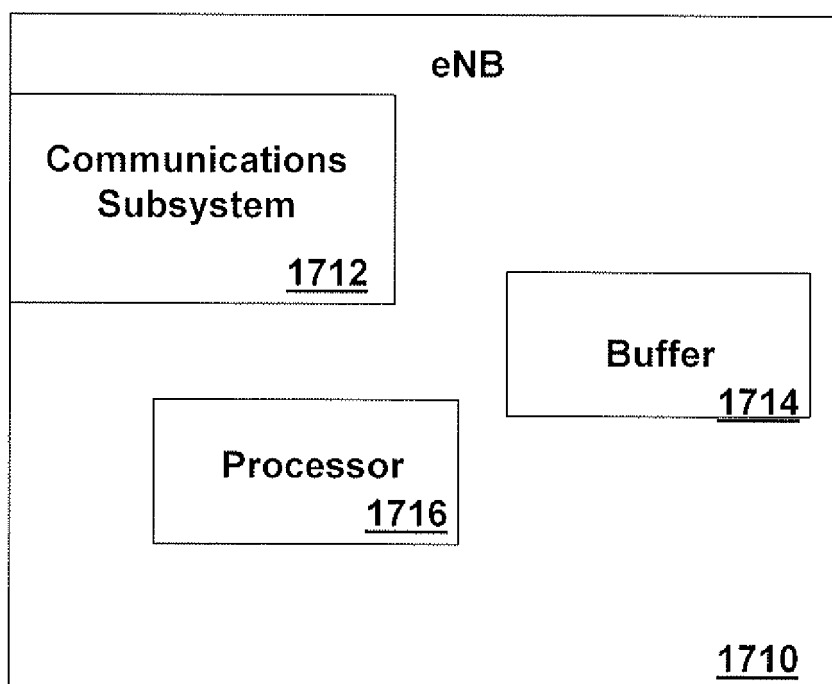 eNB
Communications
Subsystem
1712
Buffer
1714
Processor
1716
1710